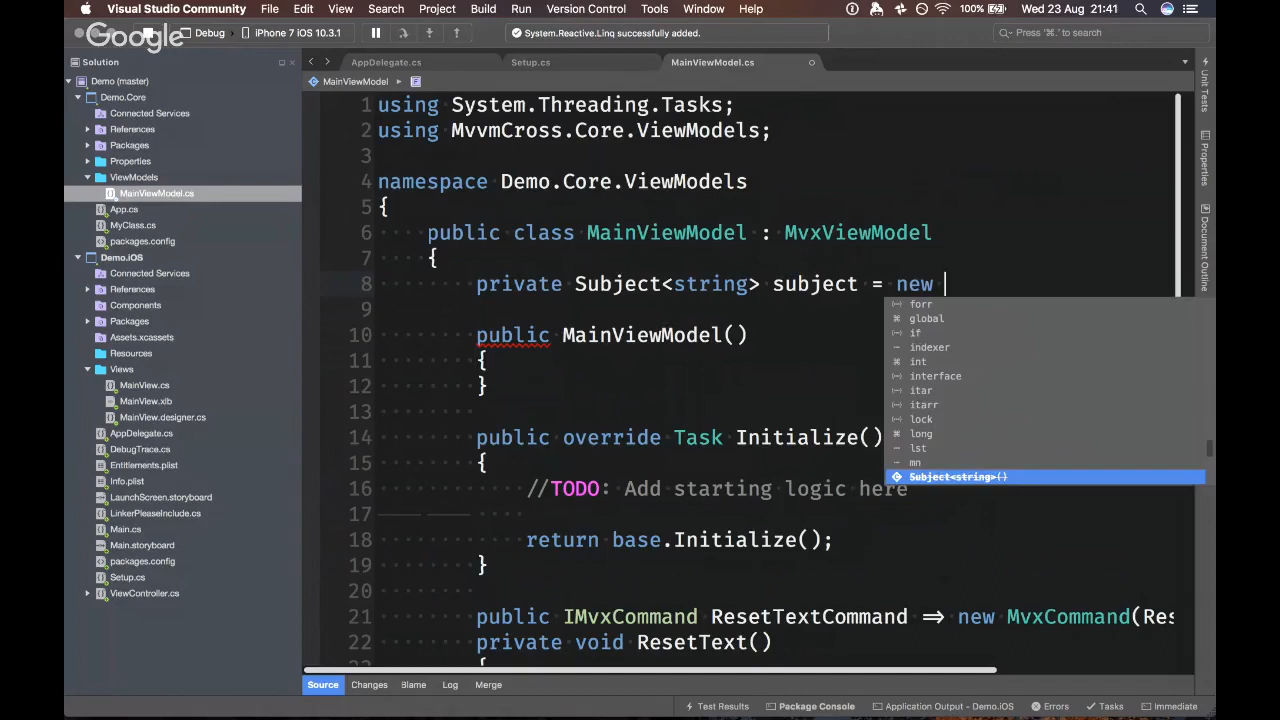 Visual Studio Community File Edit View Search Project Build Run Version Control Tools Window Help 100% Wed 23 Aug 21:41
Google
Debug iPhone 7 iOS 10.3.1 System.Reactive.Linq successfully added. Press '⌘.' to search
Solution AppDelegate.cs Setup.cs MainViewModel.cs
Demo (master) MainViewModel
Demo.Core
Connected Services
References
Packages
Properties
ViewModels
MainViewModel.cs
App.cs
MyClass.cs
packages.config
Demo.iOS
Connected Services
References
Components
Packages
Assets.xcassets
Resources
Views
MainView.cs
MainView.xib
MainView.designer.cs
AppDelegate.cs
DebugTrace.cs
Entitlements.plist
Info.plist
LaunchScreen.storyboard
LinkerPleaseInclude.cs
Main.cs
Main.storyboard
packages.config
Setup.cs
ViewController.cs
1 using System.Threading.Tasks;
2 using MvvmCross.Core.ViewModels;
3
4 namespace Demo.Core.ViewModels
5 {
6 public class MainViewModel : MvxViewModel
7 {
8 private Subject<string> subject = new
9
10 public MainViewModel()
11 {
12 }
13
14 public override Task Initialize()
15 {
16 //TODO: Add starting logic here
17
18 return base.Initialize();
19 }
20
21 public IMvxCommand ResetTextCommand => new MvxCommand(Res
22 private void ResetText()
forr
global
if
indexer
int
interface
itar
itarr
lock
long
lst
mn
Subject<string>()
Unit Tests
Properties
Document Outline
Source Changes Blame Log Merge
Test Results Package Console Application Output - Demo.iOS Errors Tasks Immediate